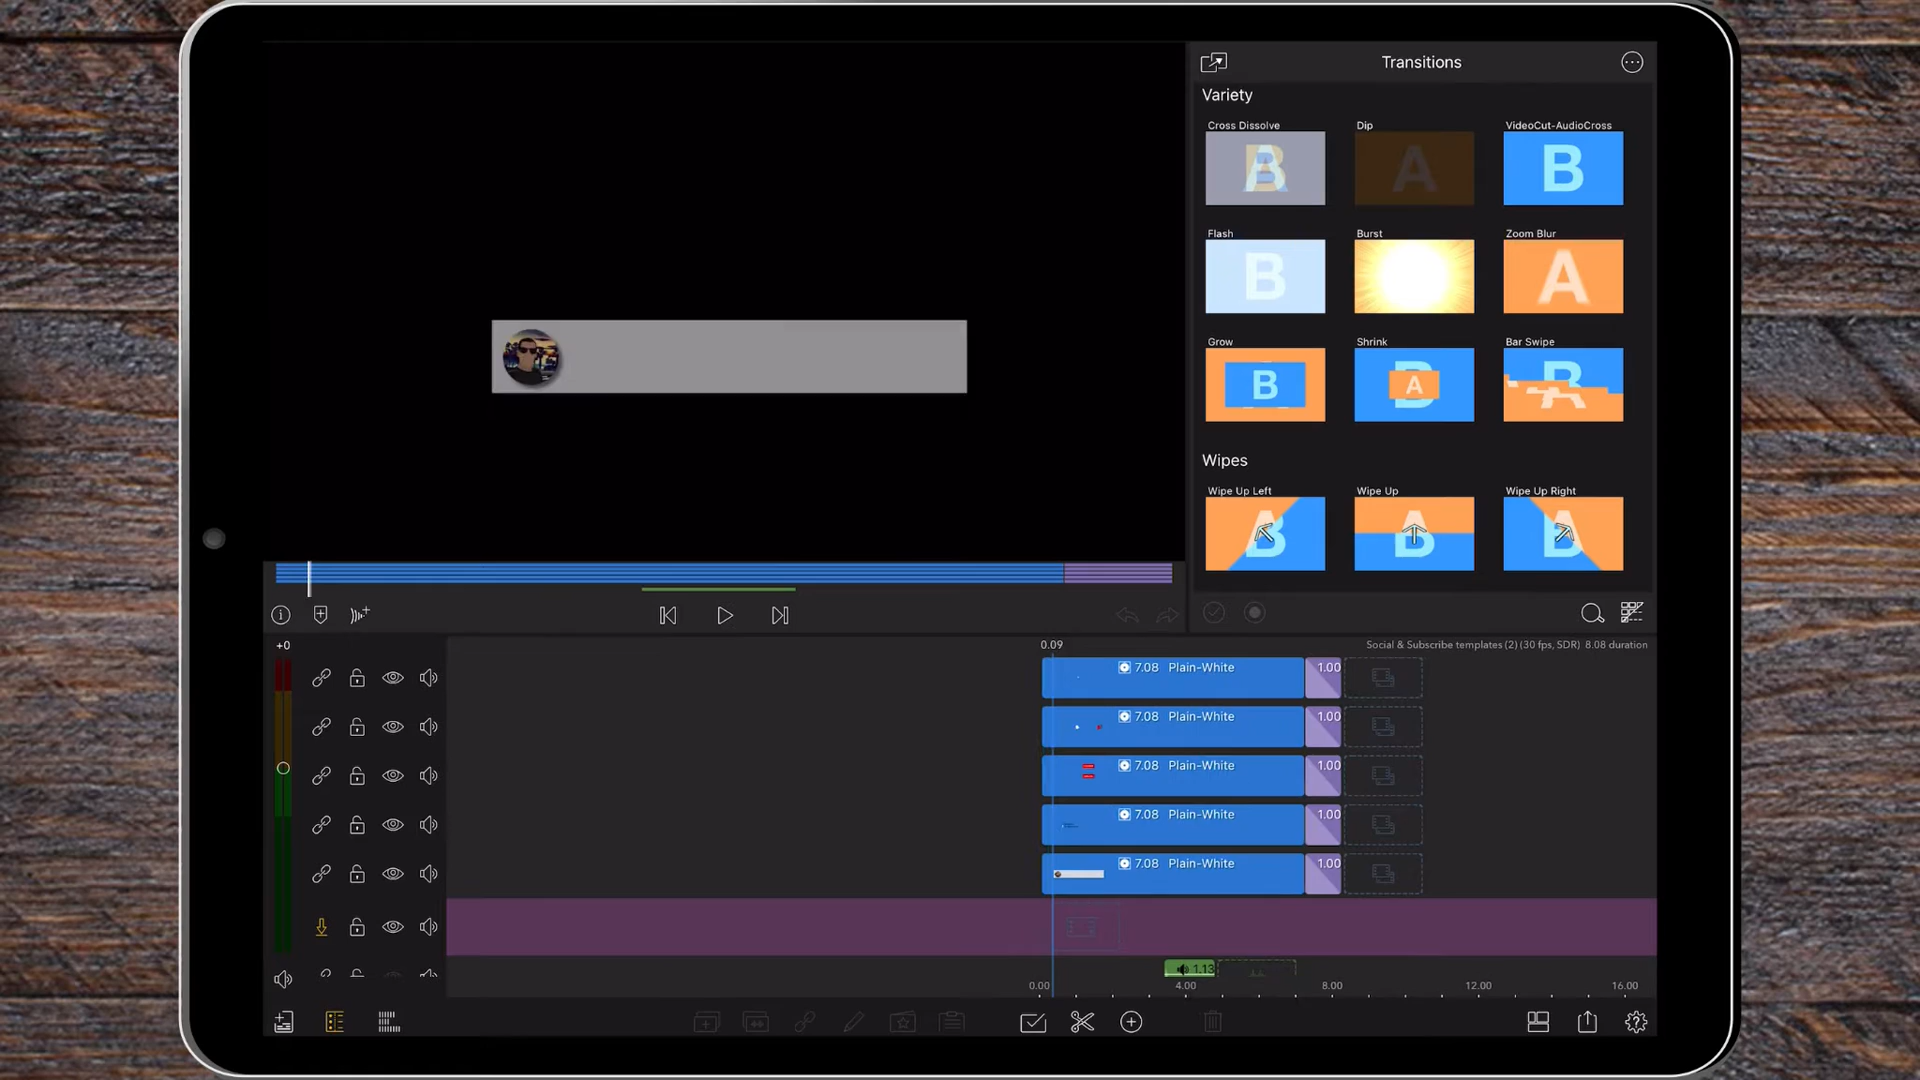 Transitions
Variety
Cross Dissolve
Dip
VideoCut-AudioCross
A B
A
B
Flash
Burst
Zoom Blur
B
A
Grow
Shrink
Bar Swipe
B
A
Wipes
Wipe Up Left
Wipe Up
Wipe Up Right
B
B
+0
0.09
Social & Subscribe templates (2) (30 fps, SDR) 8.08 duration
7.08 Plain-White
1.00
7.08 Plain-White
1.00
7.08 Plain-White
1.00
7.08 Plain-White
1.00
7.08 Plain-White
1.00
1.13
0.00
4.00
8.00
12.00
16.00